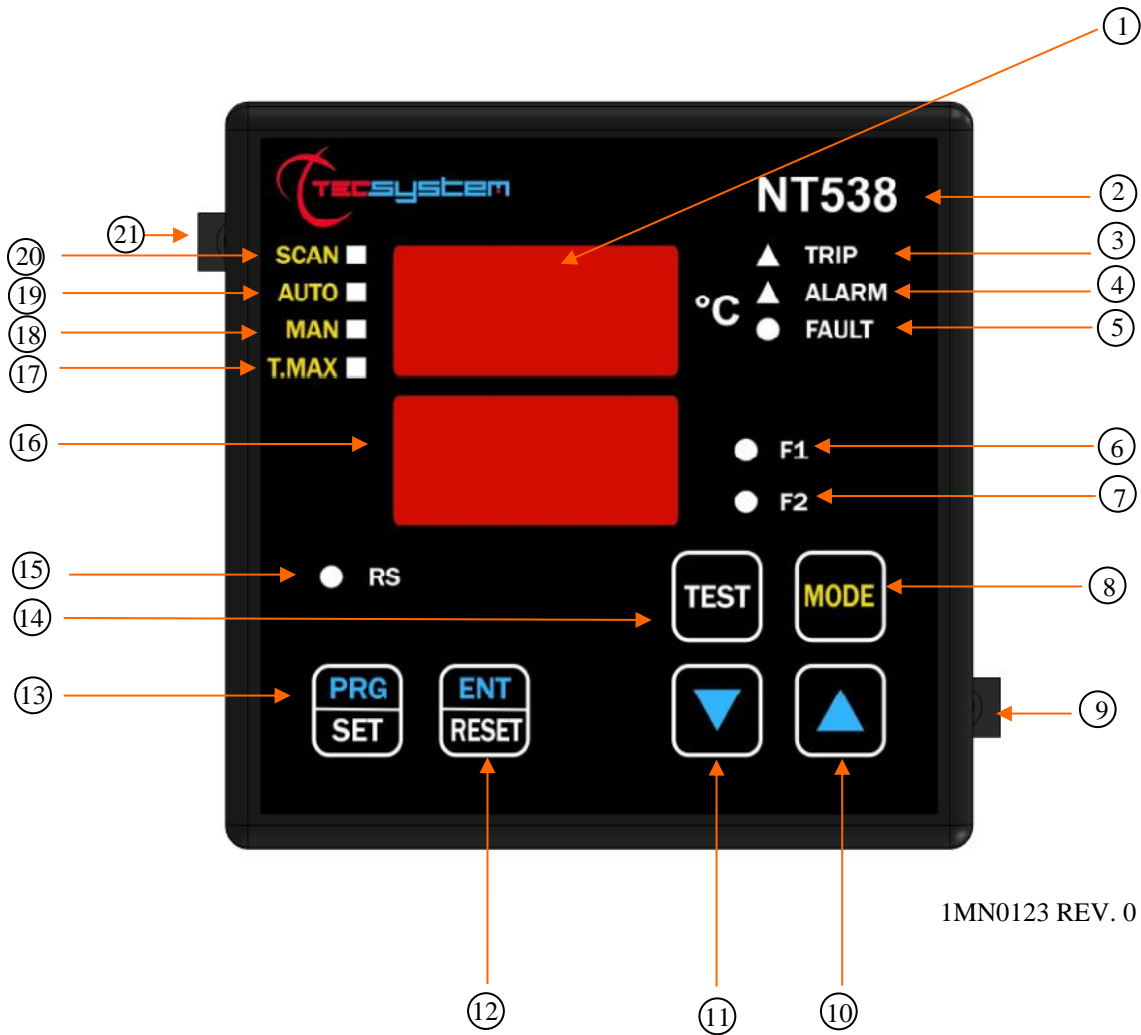 1
TECSYSTEM
NT538
2
21
SCAN
TRIP
3
20
AUTO
°C
ALARM
4
19
MAN
FAULT
5
18
T.MAX
17
16
F1
6
F2
7
15
RS
TEST
MODE
8
14
PRG
SET
ENT
RESET
13
9
1MN0123 REV. 0
12
11
10